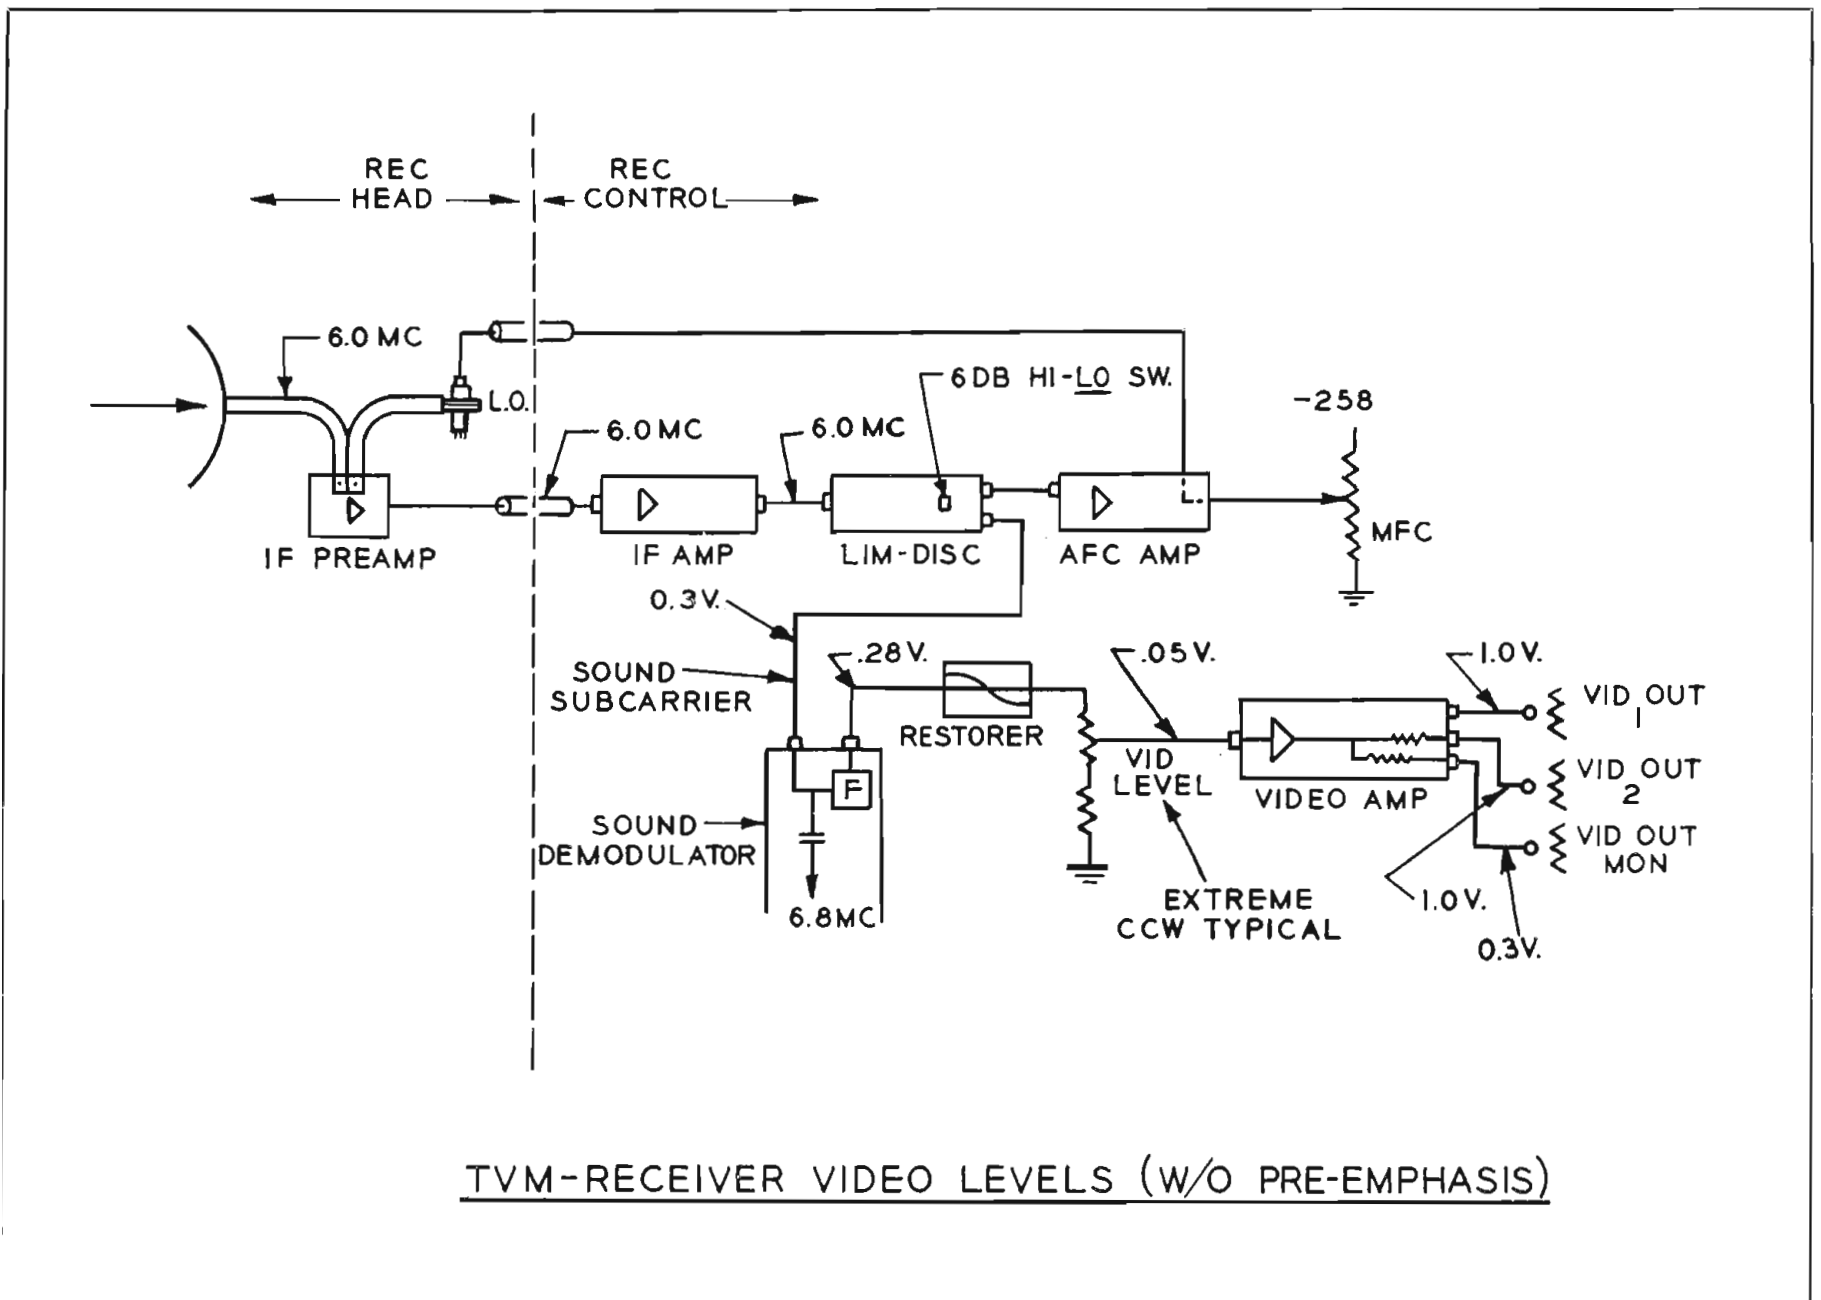 REC
HEAD
REC
CONTROL
6.0 MC
L.O.
6 DB HI-LO SW.
-258
6.0 MC
6.0 MC
MFC
IF PREAMP
IF AMP
LIM-DISC
AFC AMP
0.3V.
.28V.
.05V.
1.0V.
SOUND
SUBCARRIER
RESTORER
VID
LEVEL
VID OUT
1
VID OUT
2
VIDEO AMP
F
SOUND
DEMODULATOR
VID OUT
MON
6.8MC
EXTREME
CCW TYPICAL
1.0V.
0.3V.
TVM-RECEIVER VIDEO LEVELS (W/O PRE-EMPHASIS)